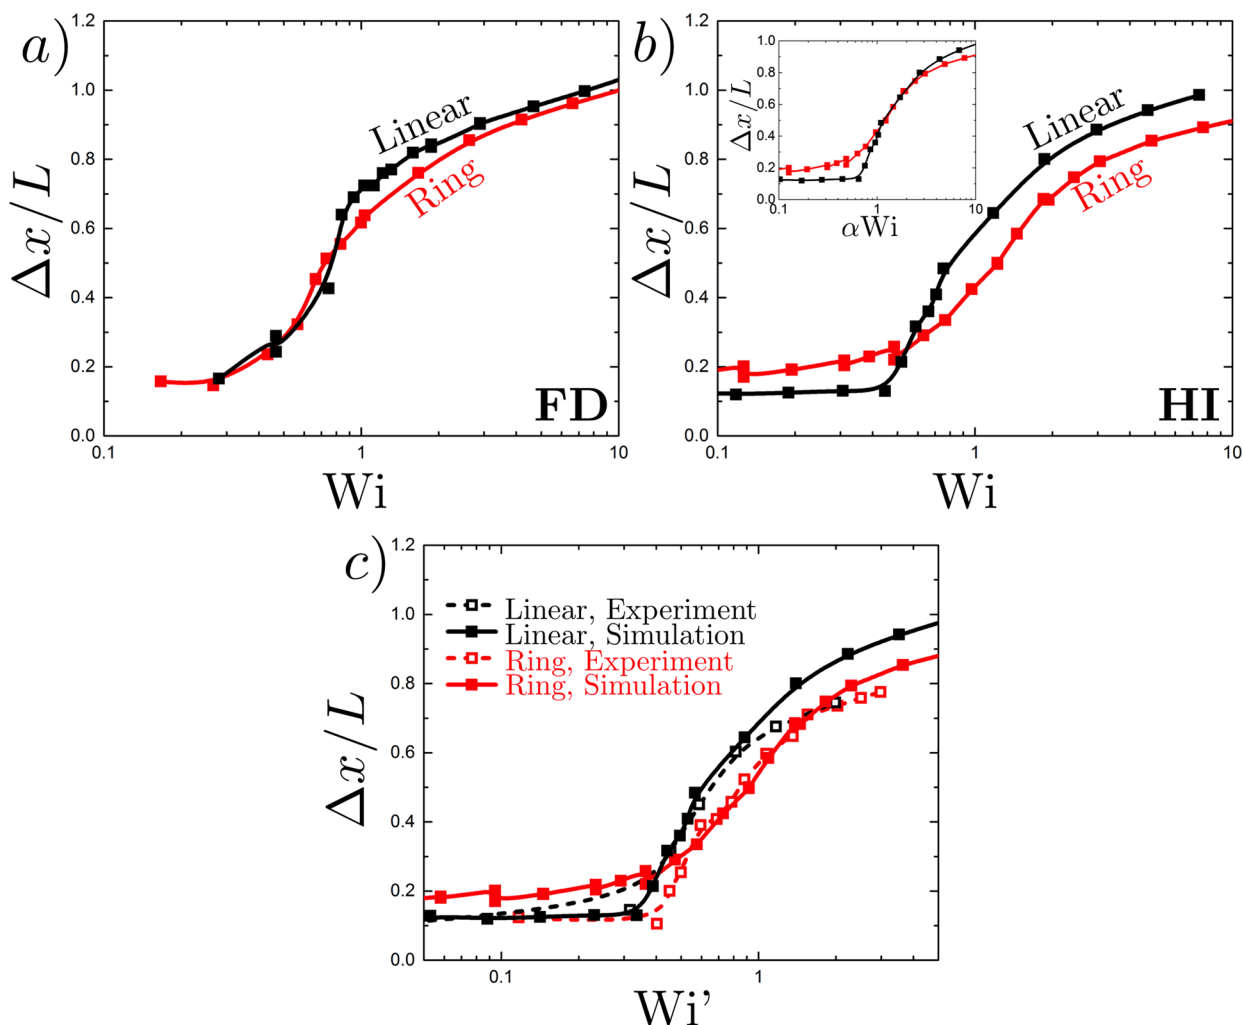 a)
1.2
1.0
0.8
0.6
0.4
0.2
0.0
Δx/L
Linear
Ring
FD
0.1
1
10
Wi
b)
1.2
1.0
0.8
0.6
0.4
0.2
0.0
Δx/L
1.0
0.8
0.6
0.4
0.2
0.0
Δx/L
0.1
1
10
αWi
Linear
Ring
HI
0.1
1
10
Wi
c)
1.2
1.0
0.8
0.6
0.4
0.2
0.0
Δx/L
Linear, Experiment
Linear, Simulation
Ring, Experiment
Ring, Simulation
0.1
1
Wi'